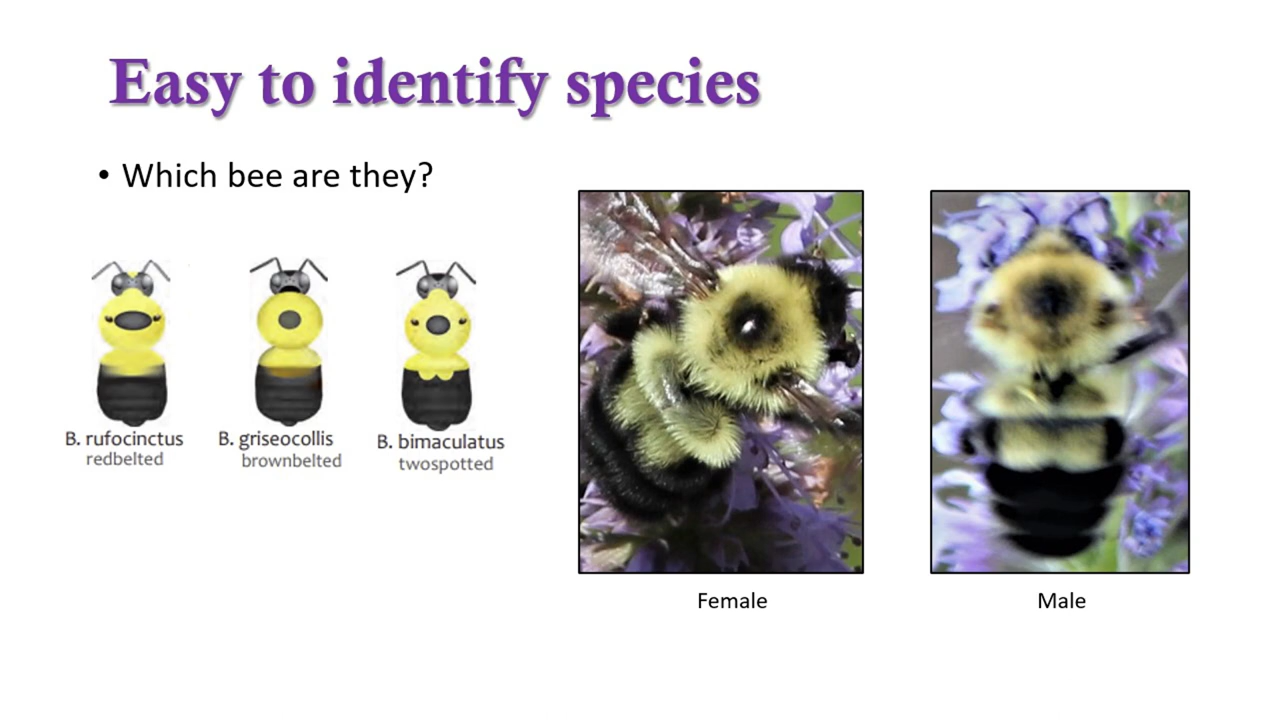 Easy to identify species
• Which bee are they?
B. rufocinctus
redbelted
B. griseocollis
brownbelted
B. bimaculatus
twospotted
Female
Male